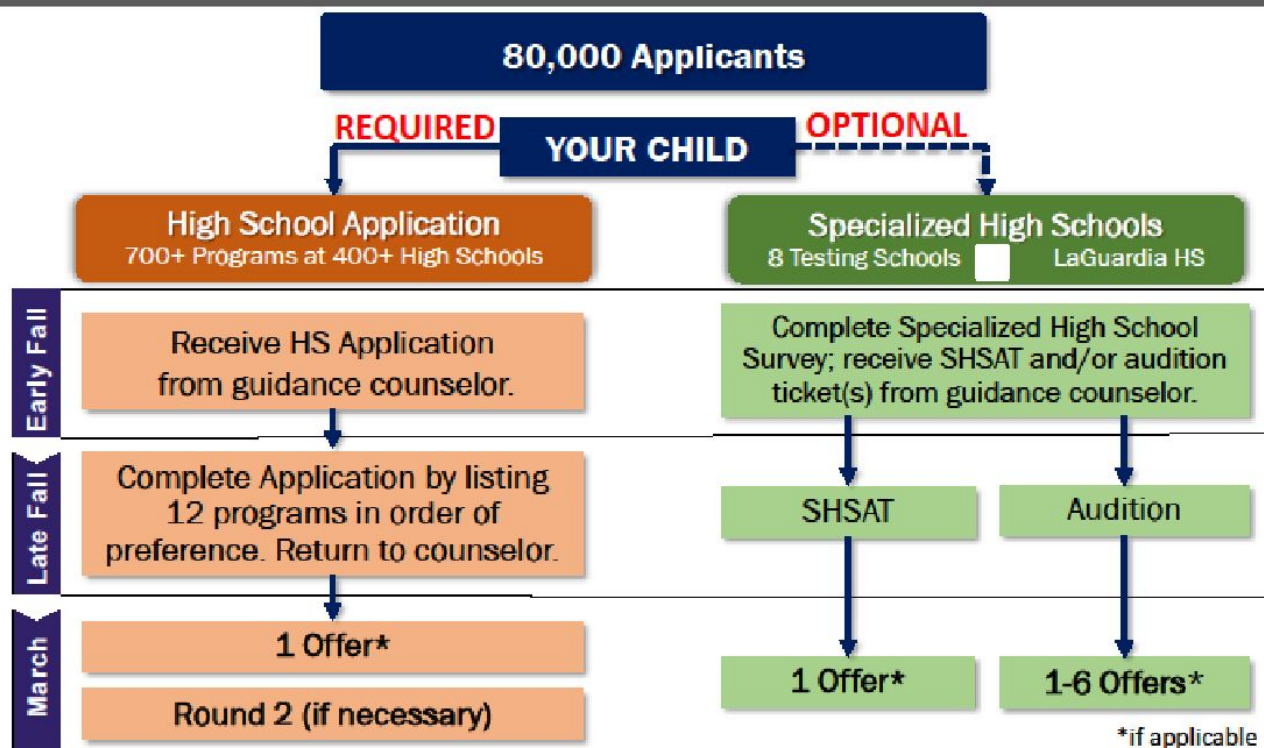 80,000 Applicants
REQUIRED
YOUR CHILD
OPTIONAL
High School Application
700+ Programs at 400+ High Schools
Specialized High Schools
8 Testing Schools
LaGuardia HS
Early Fall
Receive HS Application
from guidance counselor.
Complete Specialized High School
Survey; receive SHSAT and/or audition
ticket(s) from guidance counselor.
Late Fall
Complete Application by listing
12 programs in order of
preference. Return to counselor.
SHSAT
Audition
March
1 Offer*
Round 2 (if necessary)
1 Offer*
1-6 Offers*
*if applicable